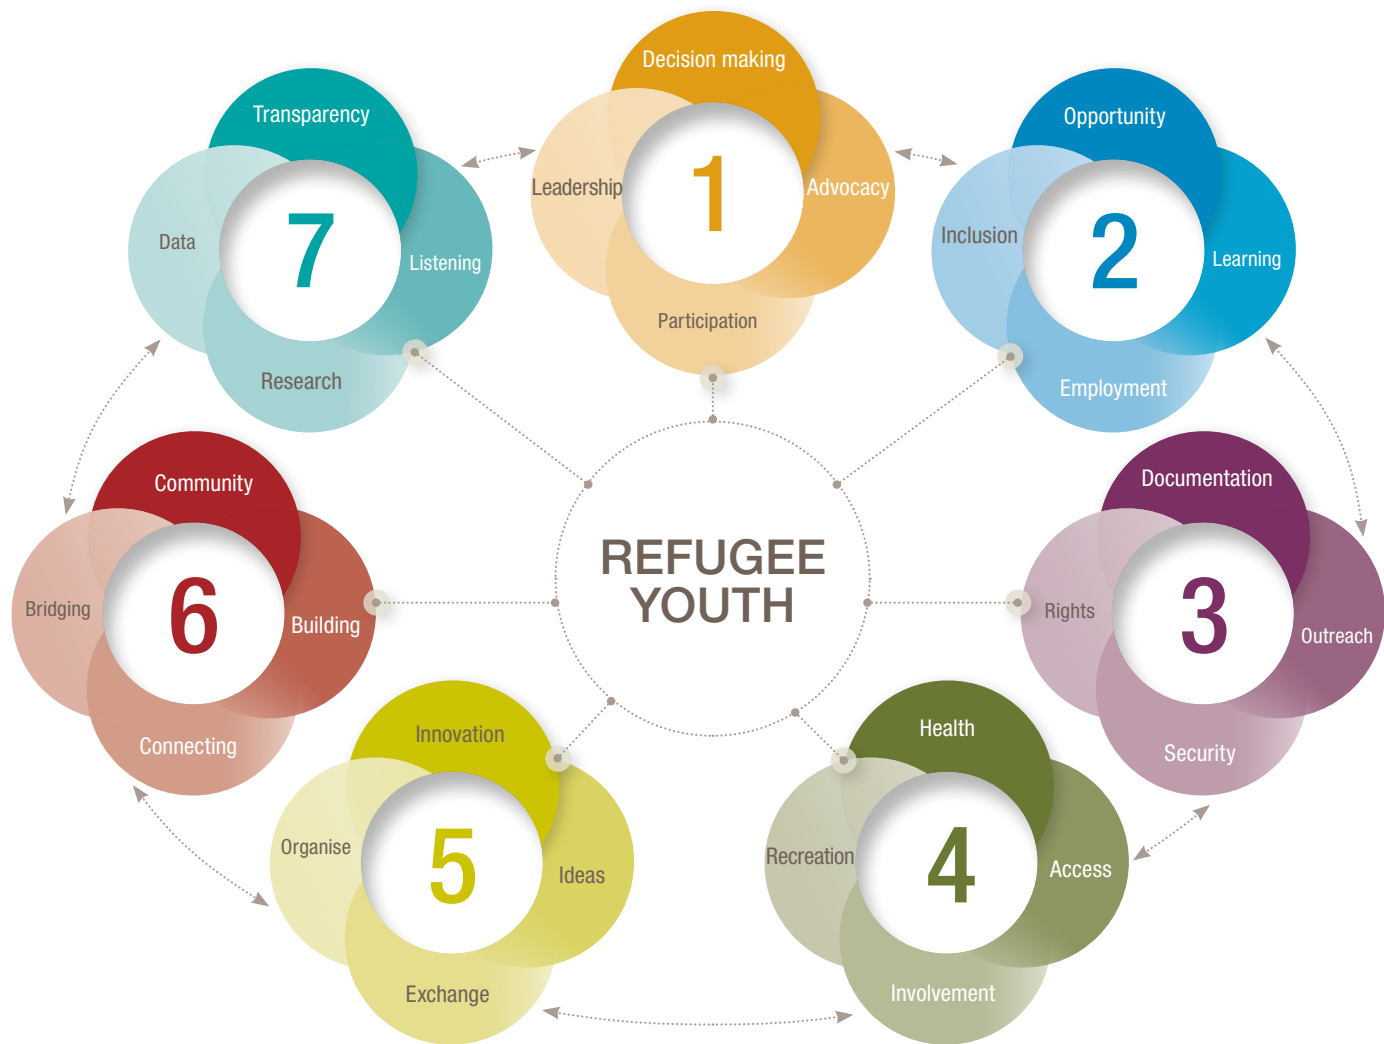 Decision making
Leadership
1
Advocacy
Participation
Opportunity
Inclusion
2
Learning
Employment
Documentation
Rights
3
Outreach
Security
Health
Recreation
4
Access
Involvement
Innovation
Organise
5
Ideas
Exchange
Community
Bridging
6
Building
Connecting
Transparency
Data
7
Listening
Research
REFUGEE
YOUTH